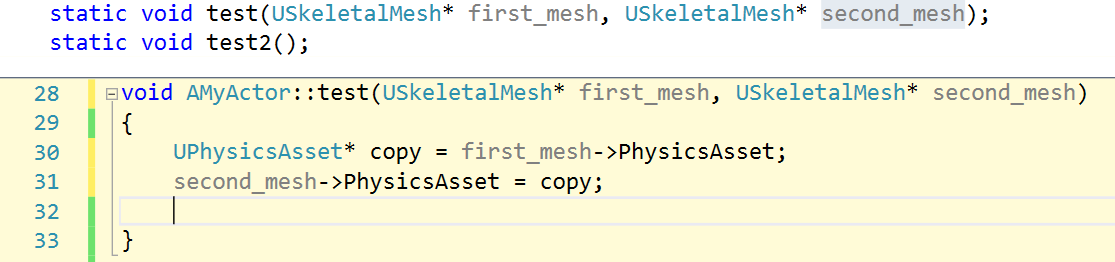 static void test(USkeletalMesh* first_mesh, USkeletalMesh* second_mesh);
static void test2();
28 void AMyActor::test(USkeletalMesh* first_mesh, USkeletalMesh* second_mesh)
29 {
30 UPhysicsAsset* copy = first_mesh->PhysicsAsset;
31 second_mesh->PhysicsAsset = copy;
32
33 }